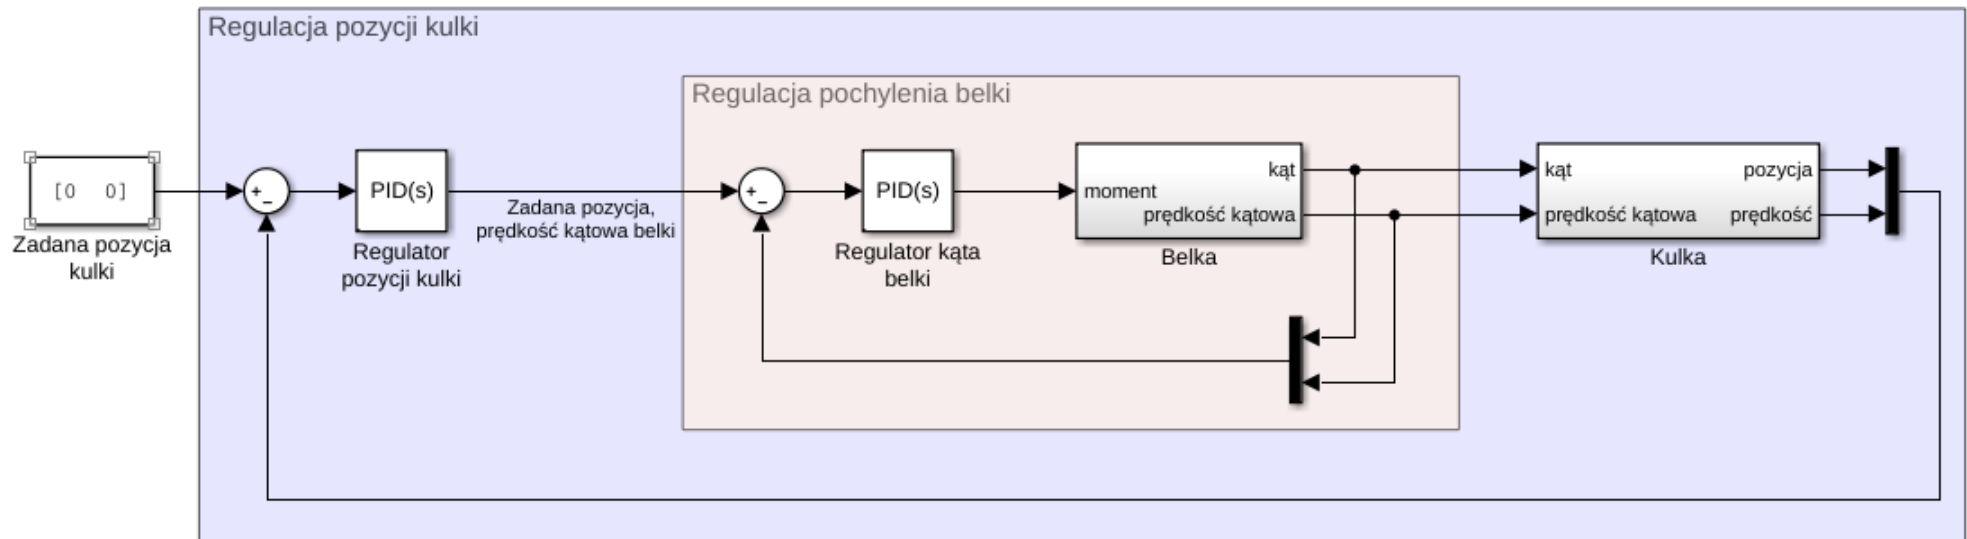 Regulacja pozycji kulki
Regulacja pochylenia belki
[0 0]
Zadana pozycja
kulki
+
−
PID(s)
Regulator
pozycji kulki
Zadana pozycja,
prędkość kątowa belki
+
−
PID(s)
Regulator kąta
belki
moment
kąt
prędkość kątowa
Belka
kąt
prędkość kątowa
pozycja
prędkość
Kulka